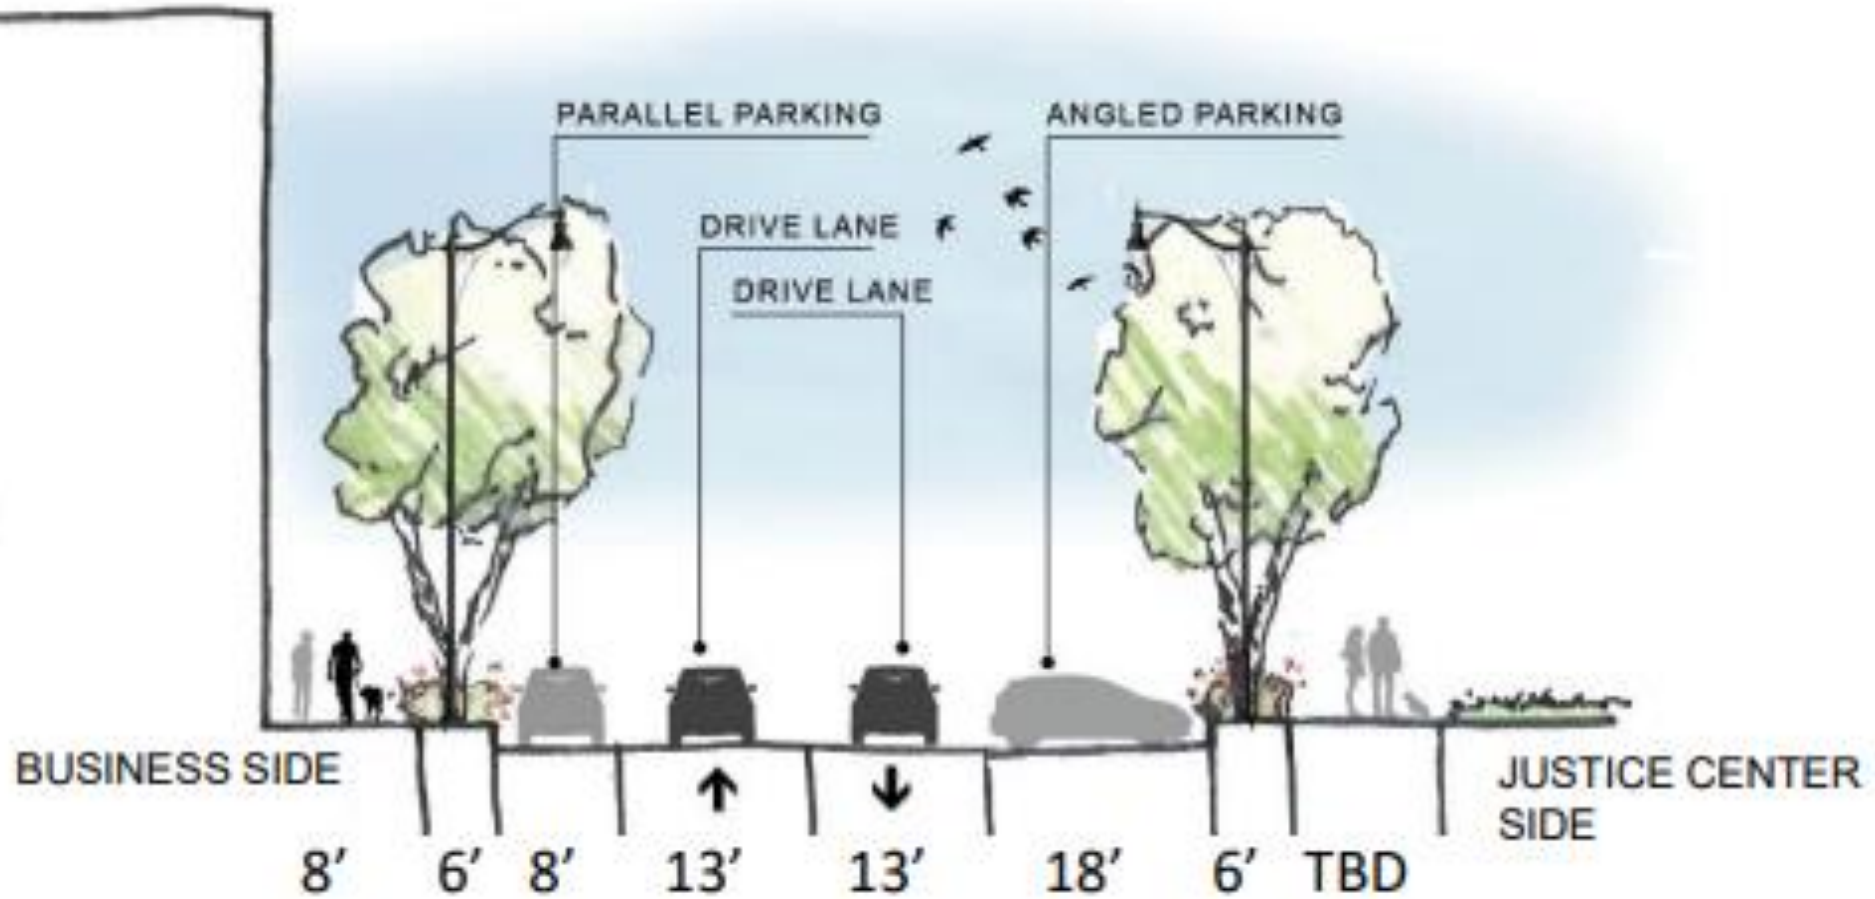 PARALLEL PARKING
ANGLED PARKING
DRIVE LANE
DRIVE LANE
BUSINESS SIDE
JUSTICE CENTER
SIDE
8’ 6’ 8’ 13’ 13’ 18’ 6’ TBD